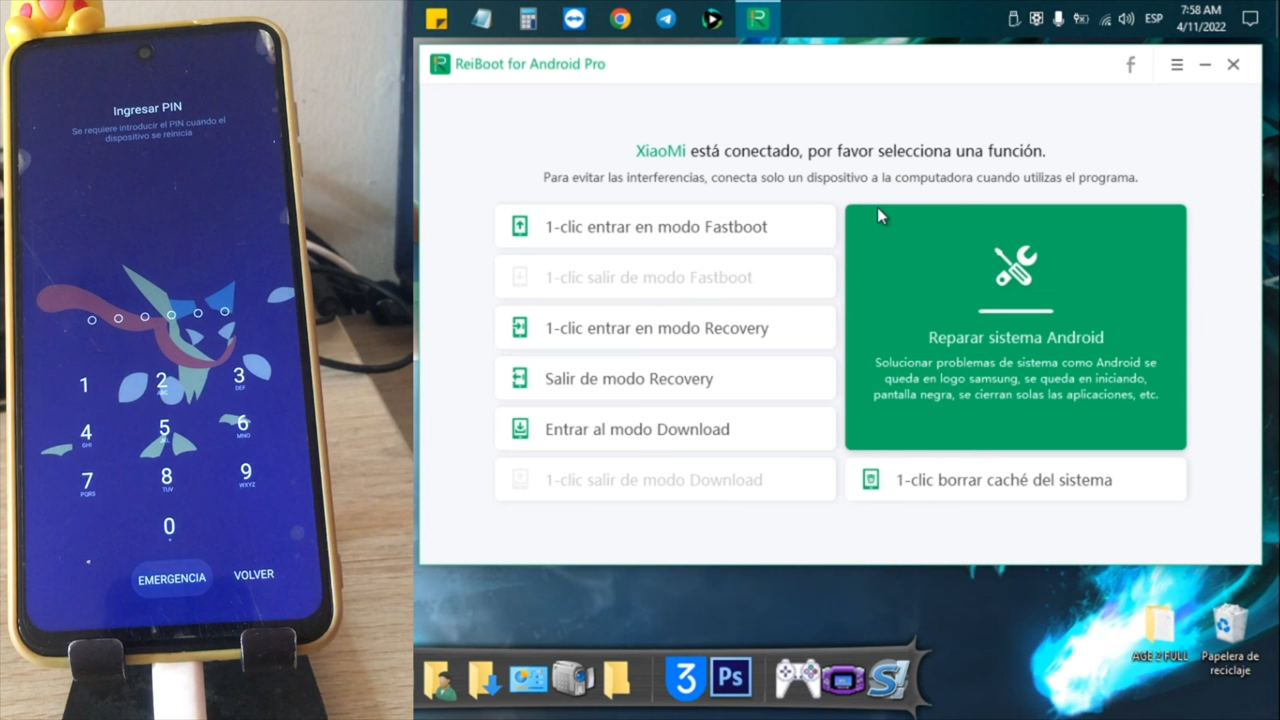 Ingresar PIN
Se requiere introducir el PIN cuando el
dispositivo se reinicia
1
2
ABC
3
DEF
4
GHI
5
JKL
6
MNO
7
PQRS
8
TUV
9
WXYZ
0
EMERGENCIA
VOLVER
ESP
7:58 AM
4/11/2022
ReiBoot for Android Pro
XiaoMi está conectado, por favor selecciona una función.
Para evitar las interferencias, conecta solo un dispositivo a la computadora cuando utilizas el programa.
1-clic entrar en modo Fastboot
1-clic salir de modo Fastboot
1-clic entrar en modo Recovery
Salir de modo Recovery
Entrar al modo Download
1-clic salir de modo Download
Reparar sistema Android
Solucionar problemas de sistema como Android se
queda en logo samsung, se queda en iniciando,
pantalla negra, se cierran solas las aplicaciones, etc.
1-clic borrar caché del sistema
AGE 2 FULL
Papelera de
reciclaje
3
Ps
S!